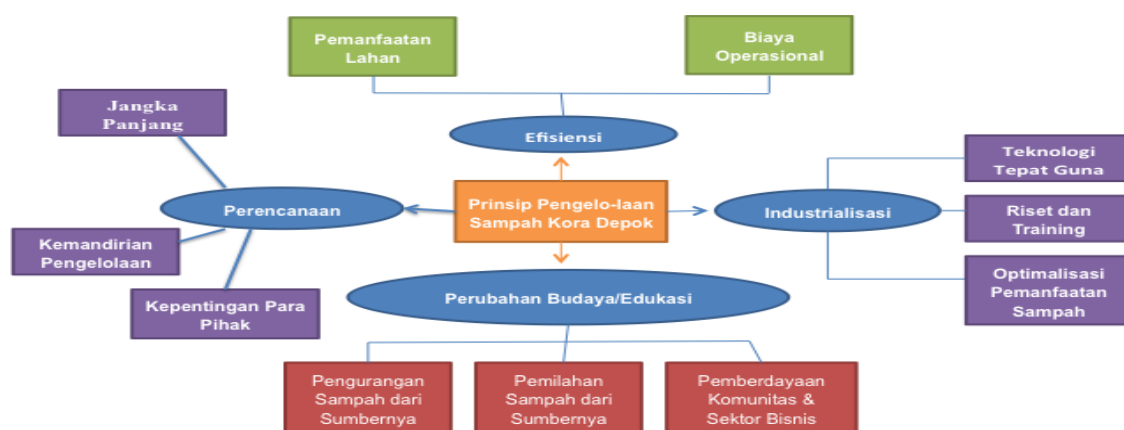 Pemanfaatan
Lahan
Biaya
Operasional
Jangka
Panjang
Efisiensi
Teknologi
Tepat Guna
Perencanaan
Prinsip Pengelo-laan
Sampah Kora Depok
Industrialisasi
Riset dan
Training
Kemandirian
Pengelolaan
Kepentingan Para
Pihak
Perubahan Budaya/Edukasi
Optimalisasi
Pemanfaatan
Sampah
Pengurangan
Sampah dari
Sumbernya
Pemilahan
Sampah dari
Sumbernya
Pemberdayaan
Komunitas &
Sektor Bisnis